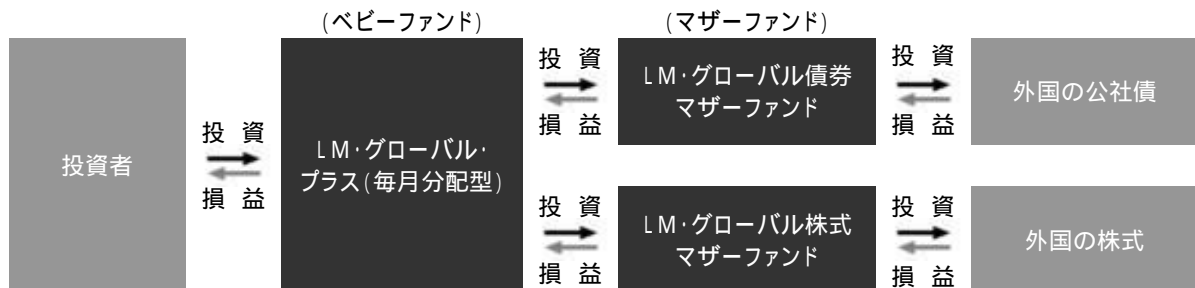 (ベビーファンド)
(マザーファンド)
投資者
投 資
損 益
LM・グローバル・
プラス(毎月分配型)
投 資
損 益
LM・グローバル債券
マザーファンド
投 資
損 益
外国の公社債
投 資
損 益
LM・グローバル株式
マザーファンド
投 資
損 益
外国の株式